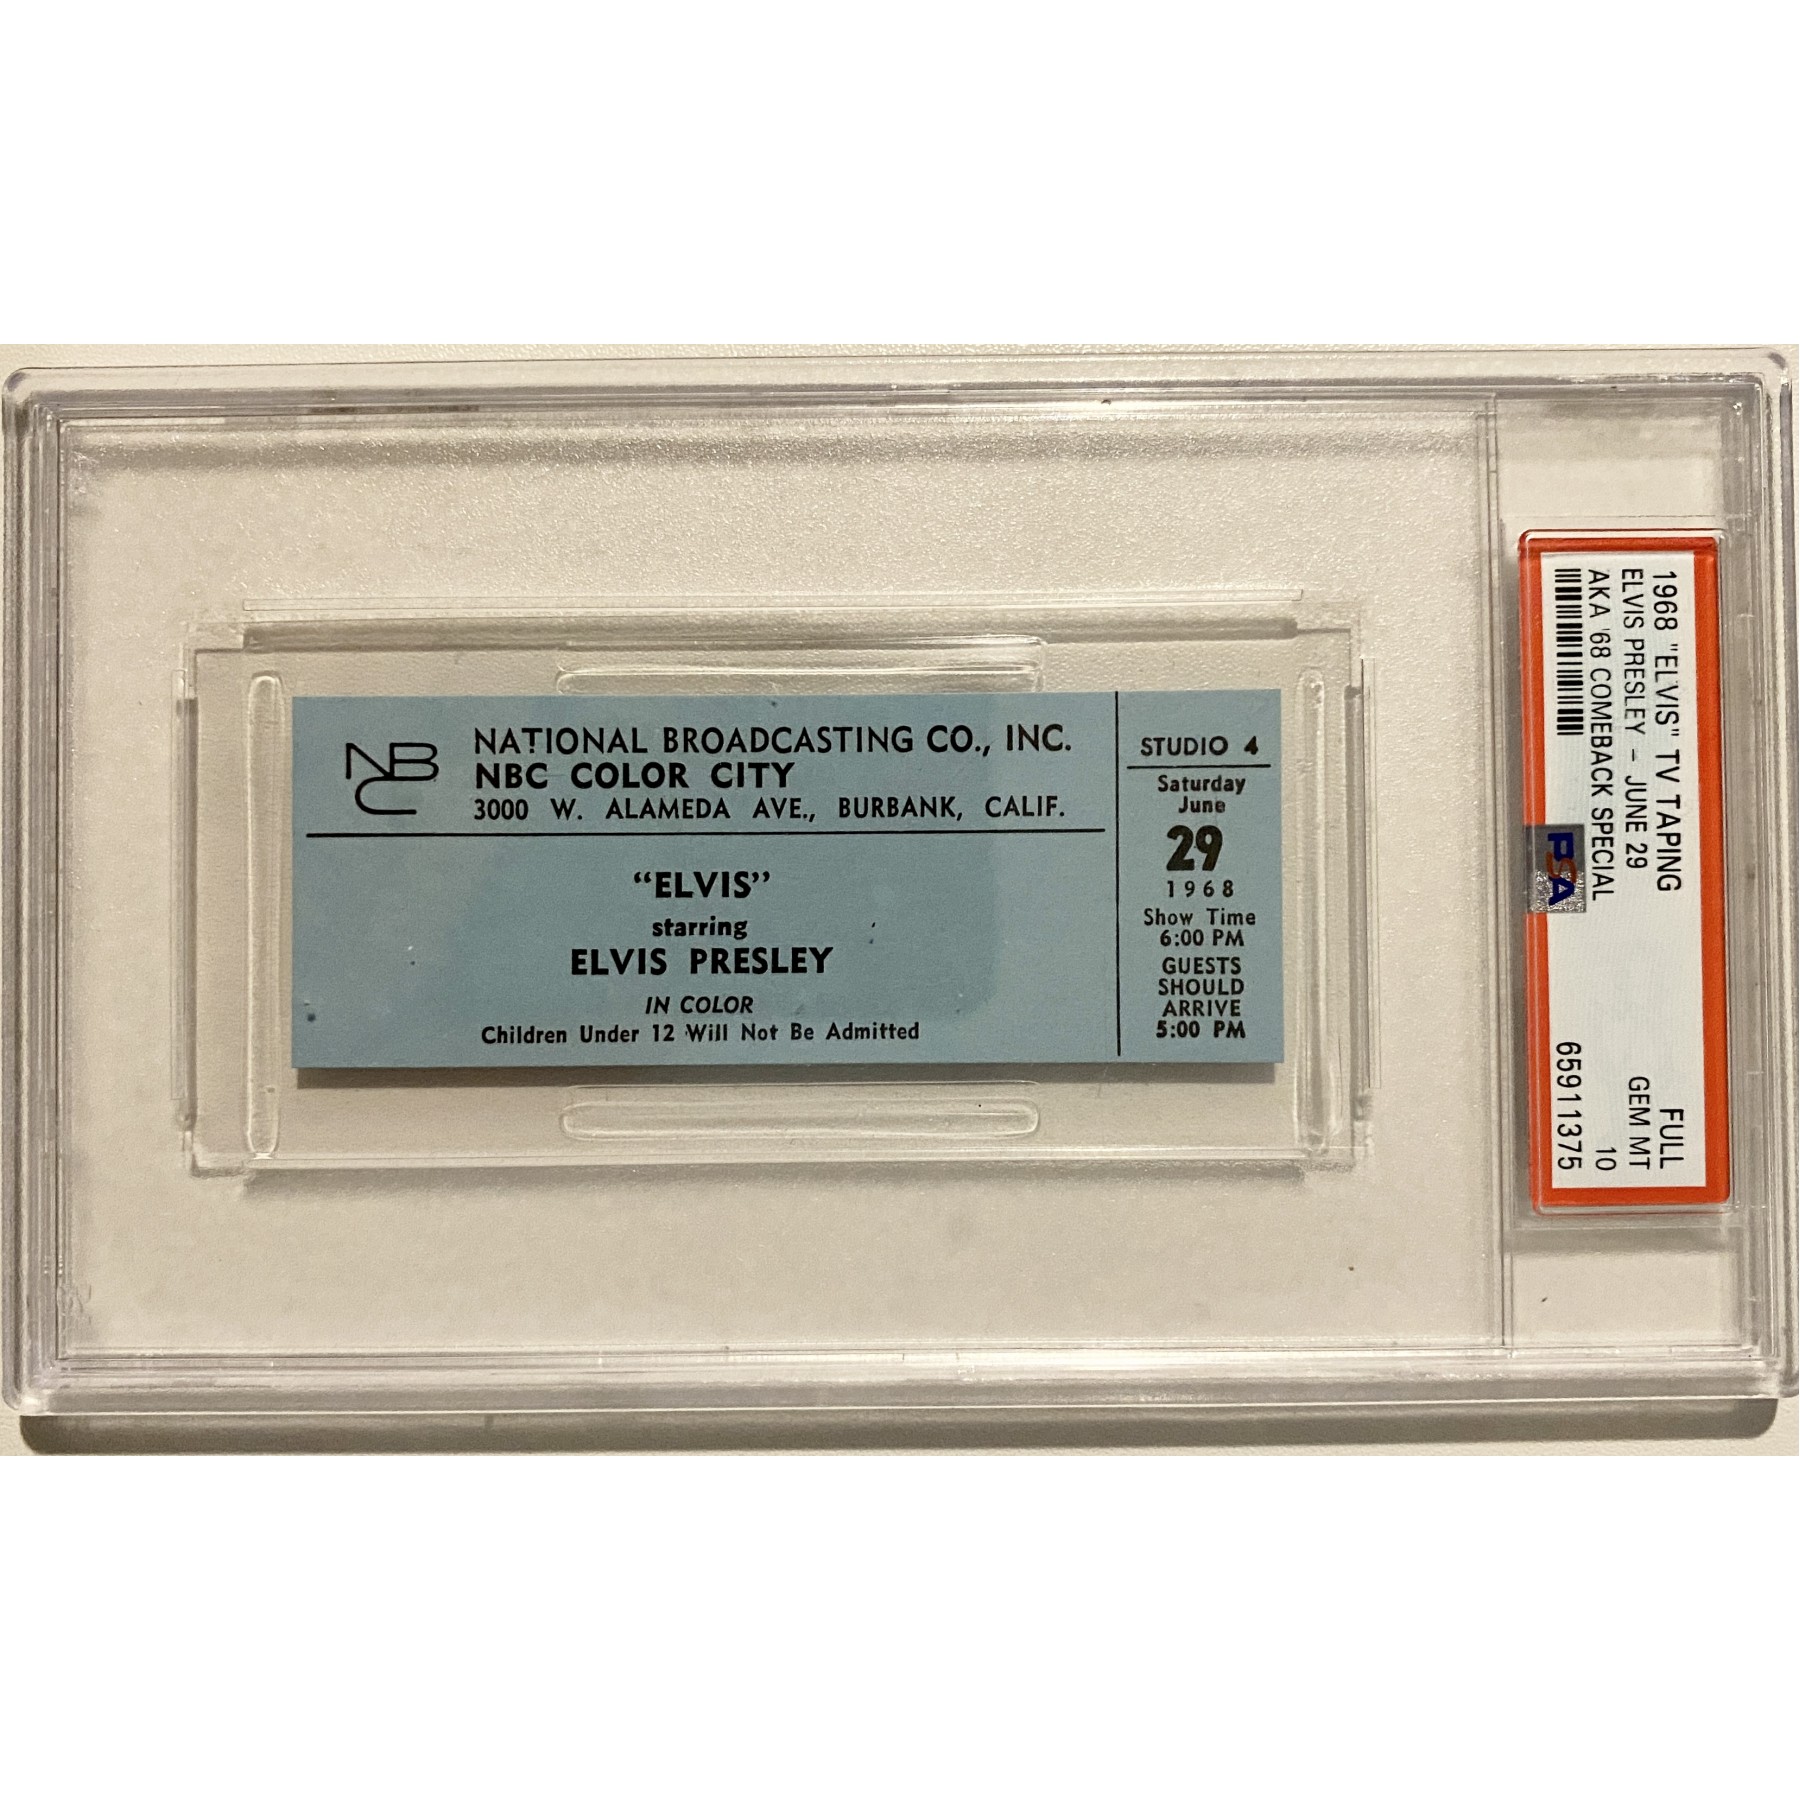 NBC
NATIONAL BROADCASTING CO., INC.
NBC COLOR CITY
3000 W. ALAMEDA AVE., BURBANK, CALIF.
"ELVIS"
starring
ELVIS PRESLEY
IN COLOR
Children Under 12 Will Not Be Admitted
STUDIO 4
Saturday
June
29
1968
Show Time
6:00 PM
GUESTS
SHOULD
ARRIVE
5:00 PM
1968 "ELVIS" TV TAPING FULL
ELVIS PRESLEY - JUNE 29 GEM MT
AKA '68 COMEBACK SPECIAL 10
PSA 65911375